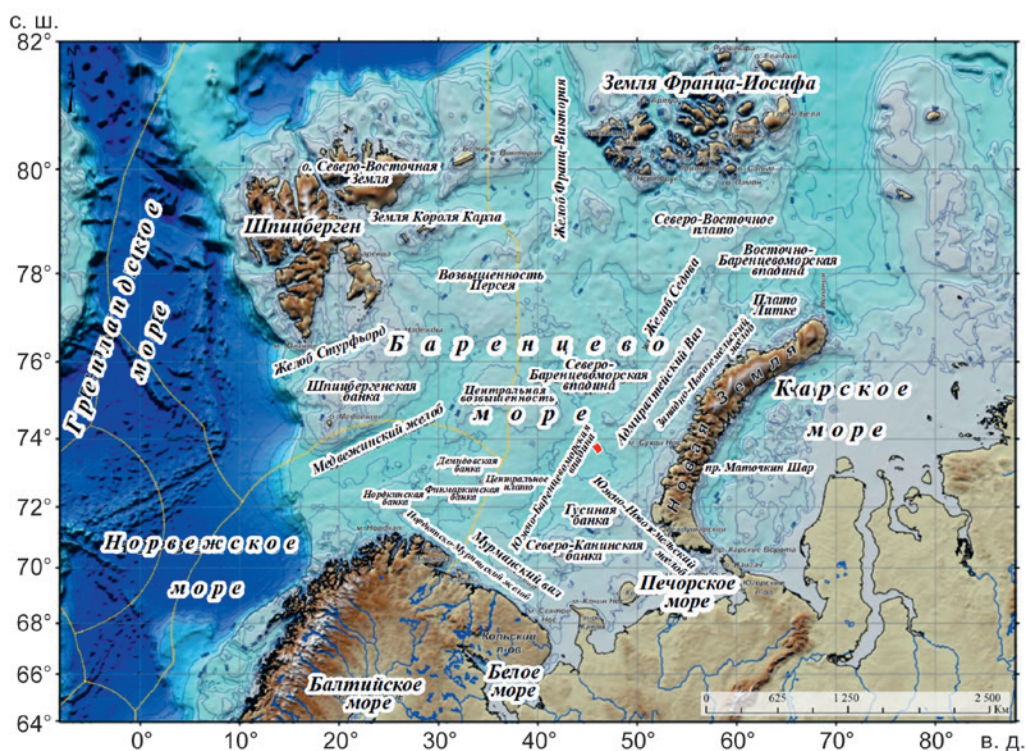 с. ш.
82°
80°
78°
76°
74°
72°
70°
68°
66°
64°
Земля Франца-Иосифа
Желоб Франц-Виктория
о. Северо-Восточная
Земля
Земля Короля Карла
Шпицберген
Северо-Восточное
плато
Восточно-
Баренцевоморская
впадина
Гренландское
море
Возвышенность
Персея
Желоб Седова
Плато
Литке
Желоб Стурфьорд
Баренцево
море
Северо-
Баренцевоморская
впадина
Адмиралтейский Вал
Западно-Новоземельский
желоб
Новая Земля
Шпицбергенская
банка
Центральная
возвышенность
Карское
море
Медвежинский желоб
Южно-Баренцевоморская
впадина
Демидовская
банка
пр. Маточкин Шар
Нордкинская
банка
Финмаркинская
банка
Центральное
плато
Гусиная
банка
Южно-Новоземельский
желоб
Норвежское
море
Мурманский вал
Северо-Канинская
банка
Печорское
море
Кольский
п-ов
Балтийское
море
Белое
море
0 625 1 250 2 500
Км
0° 10° 20° 30° 40° 50° 60° 70° 80° в. д.